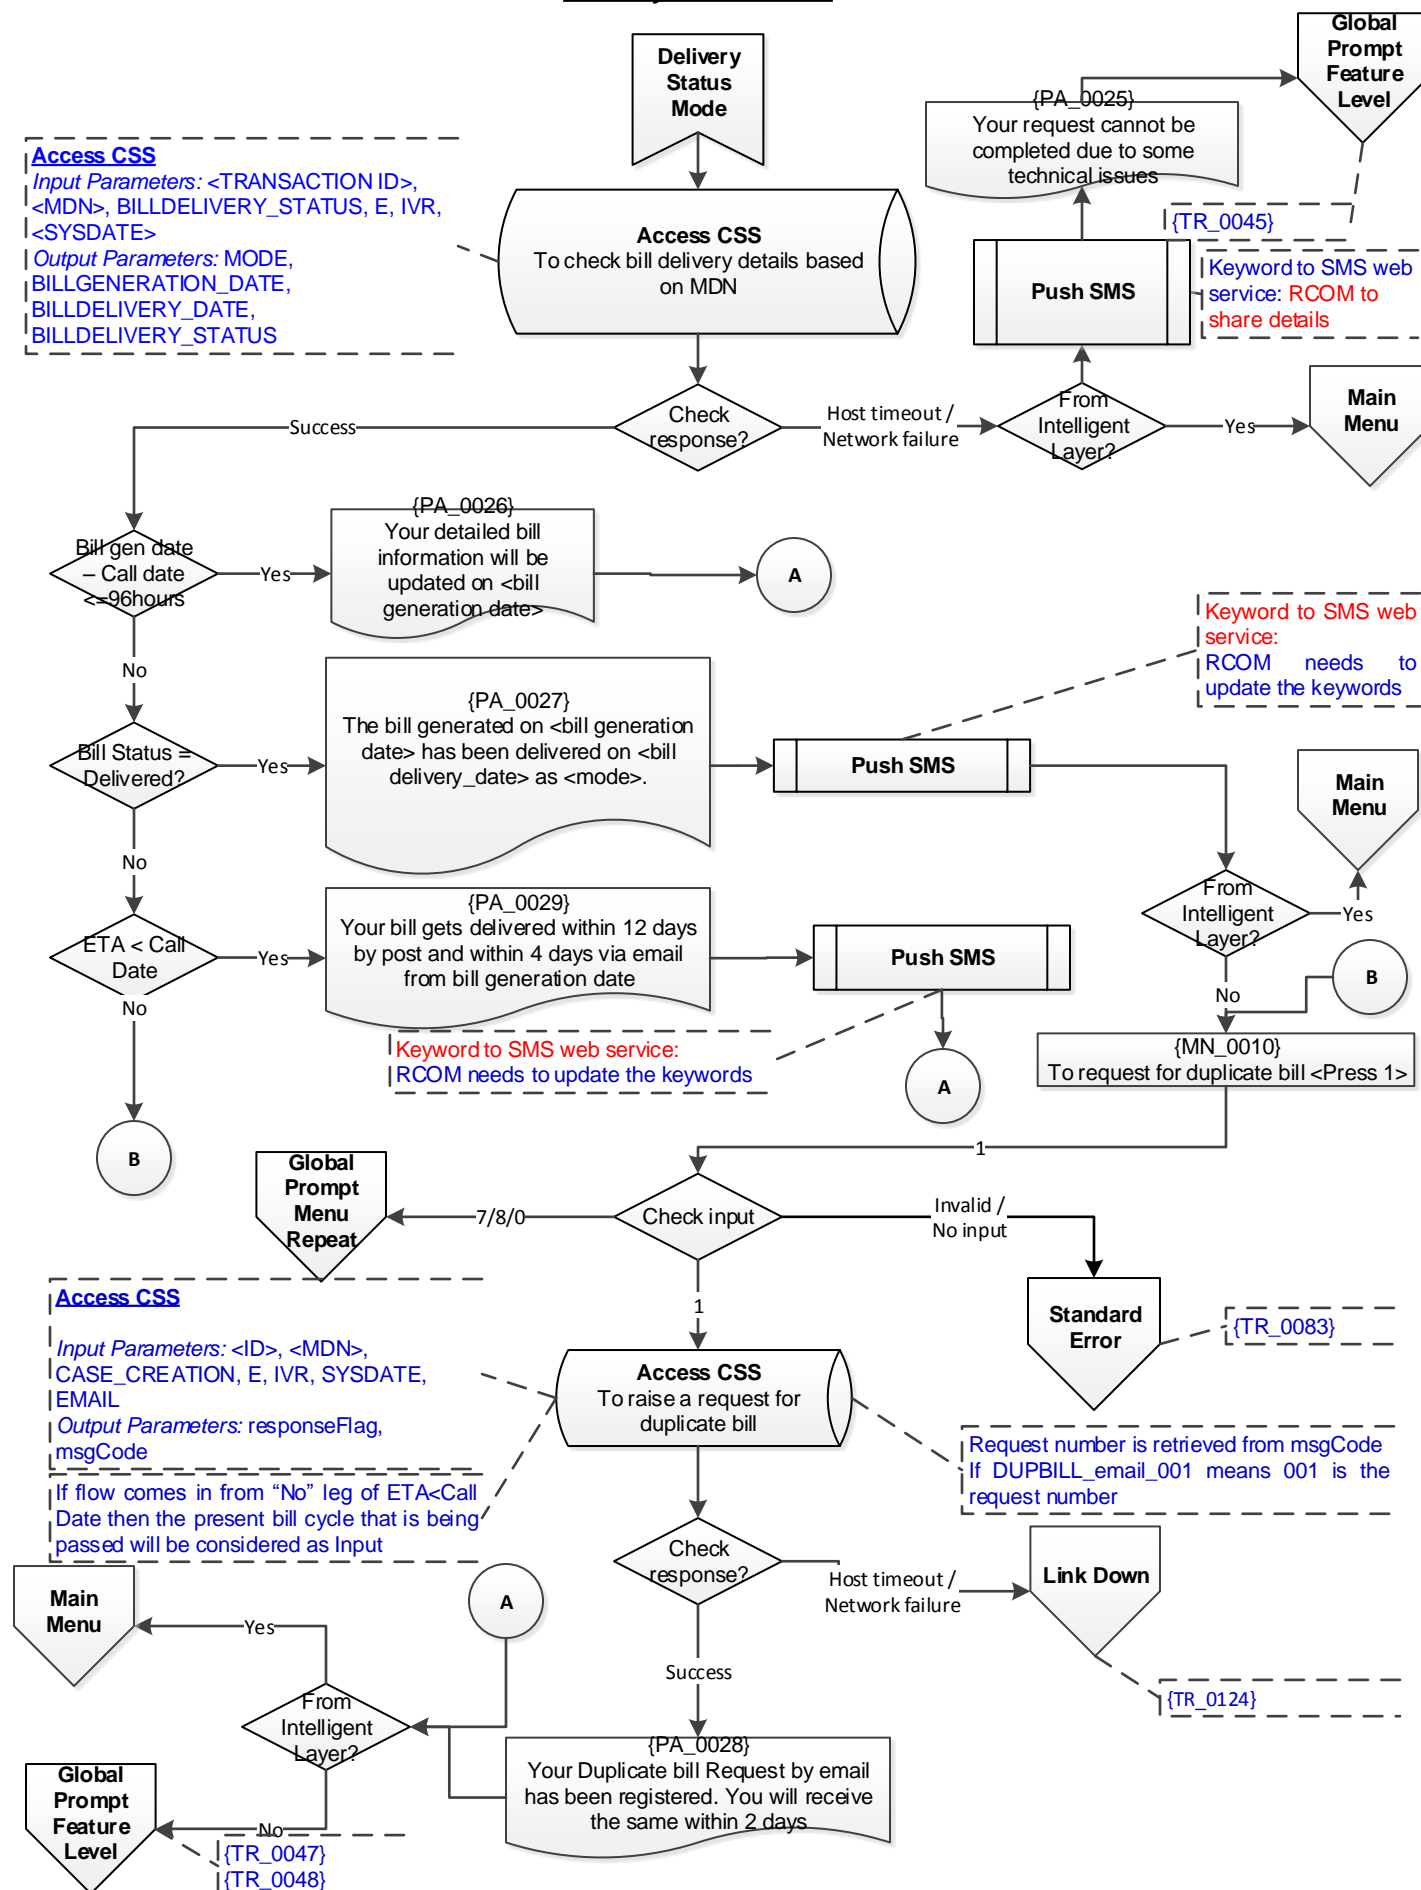 Delivery
Status
Mode
Global
Prompt
Feature
Level
{PA_0025}
Your request cannot be
completed due to some
technical issues
{TR_0045}
Access CSS
Input Parameters: <TRANSACTION ID>,
<MDN>, BILLDELIVERY_STATUS, E, IVR,
<SYSDATE>
Output Parameters: MODE,
BILLGENERATION_DATE,
BILLDELIVERY_DATE,
BILLDELIVERY_STATUS
Access CSS
To check bill delivery details based
on MDN
Push SMS
Keyword to SMS web
service: RCOM to
share details
Check
response?
Success
Host timeout /
Network failure
From
Intelligent
Layer?
Yes
Main
Menu
Bill gen date
– Call date
<=96hours
Yes
{PA_0026}
Your detailed bill
information will be
updated on <bill
generation date>
A
No
Keyword to SMS web
service:
RCOM needs to
update the keywords
Bill Status =
Delivered?
Yes
{PA_0027}
The bill generated on <bill generation
date> has been delivered on <bill
delivery_date> as <mode>.
Push SMS
Main
Menu
No
From
Intelligent
Layer?
Yes
ETA < Call
Date
Yes
{PA_0029}
Your bill gets delivered within 12 days
by post and within 4 days via email
from bill generation date
Push SMS
B
No
No
Keyword to SMS web service:
RCOM needs to update the keywords
A
{MN_0010}
To request for duplicate bill <Press 1>
B
1
Global
Prompt
Menu
Repeat
7/8/0
Check input
Invalid /
No input
1
Standard
Error
{TR_0083}
Access CSS
Input Parameters: <ID>, <MDN>,
CASE_CREATION, E, IVR, SYSDATE,
EMAIL
Output Parameters: responseFlag,
msgCode
Access CSS
To raise a request for
duplicate bill
Request number is retrieved from msgCode
If DUPBILL_email_001 means 001 is the
request number
If flow comes in from “No” leg of ETA<Call
Date then the present bill cycle that is being
passed will be considered as Input
Check
response?
Host timeout /
Network failure
Link Down
{TR_0124}
Main
Menu
Yes
A
Success
From
Intelligent
Layer?
{PA_0028}
Your Duplicate bill Request by email
has been registered. You will receive
the same within 2 days
Global
Prompt
Feature
Level
No
{TR_0047}
{TR_0048}